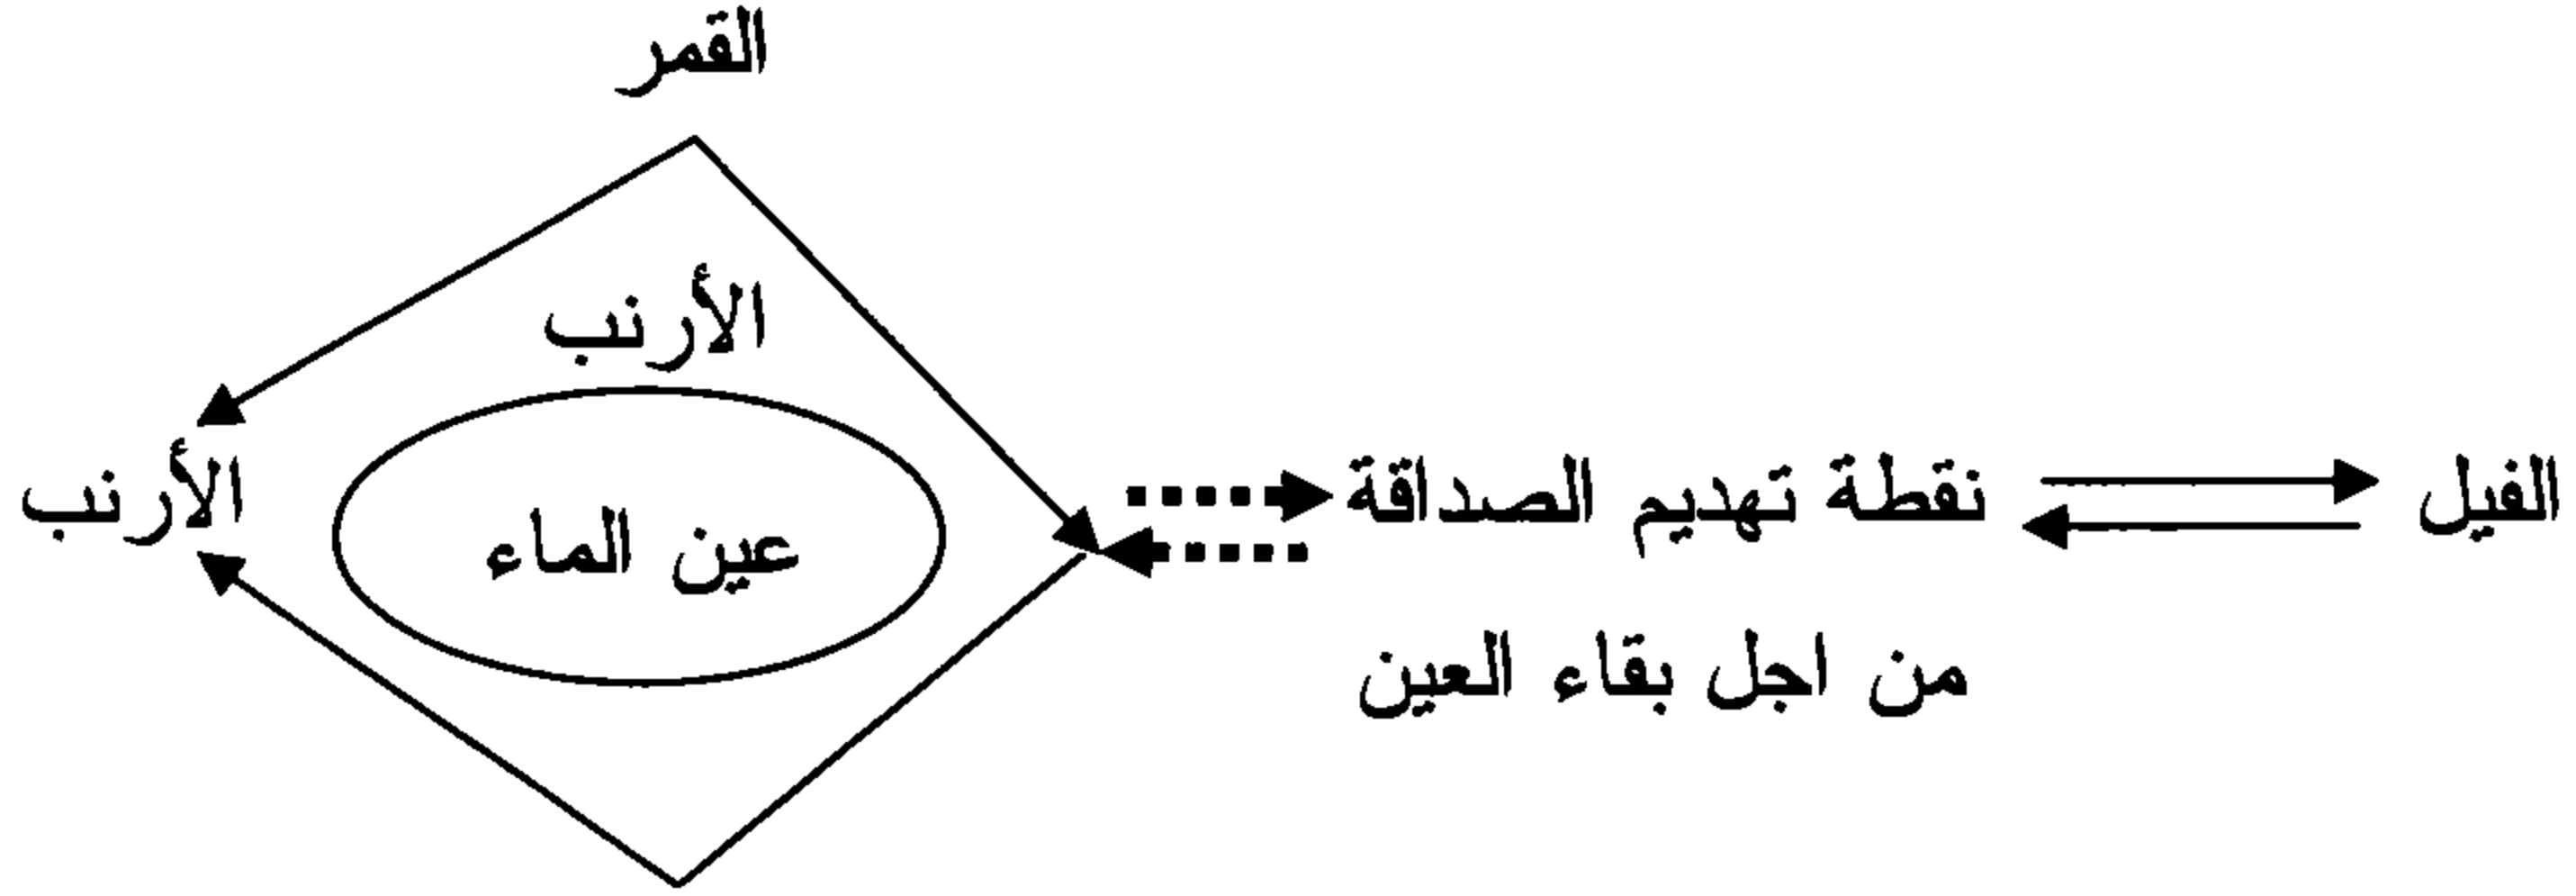 القمر
الأرنب
الفيل
نقطة تهديم الصداقة
الأرنب
عين الماء
من اجل بقاء العين